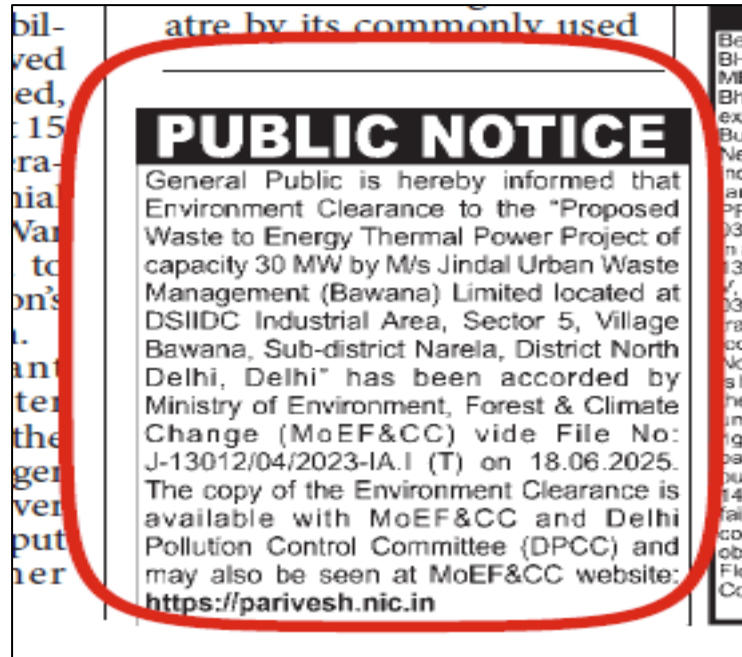 atre by its commonly used
PUBLIC NOTICE
General Public is hereby informed that
Environment Clearance to the "Proposed
Waste to Energy Thermal Power Project of
capacity 30 MW by M/s Jindal Urban Waste
Management (Bawana) Limited located at
DSIIDC Industrial Area, Sector 5, Village
Bawana, Sub-district Narela, District North
Delhi, Delhi" has been accorded by
Ministry of Environment, Forest & Climate
Change (MoEF&CC) vide File No:
J-13012/04/2023-IA.I (T) on 18.06.2025.
The copy of the Environment Clearance is
available with MoEF&CC and Delhi
Pollution Control Committee (DPCC) and
may also be seen at MoEF&CC website:
https://parivesh.nic.in